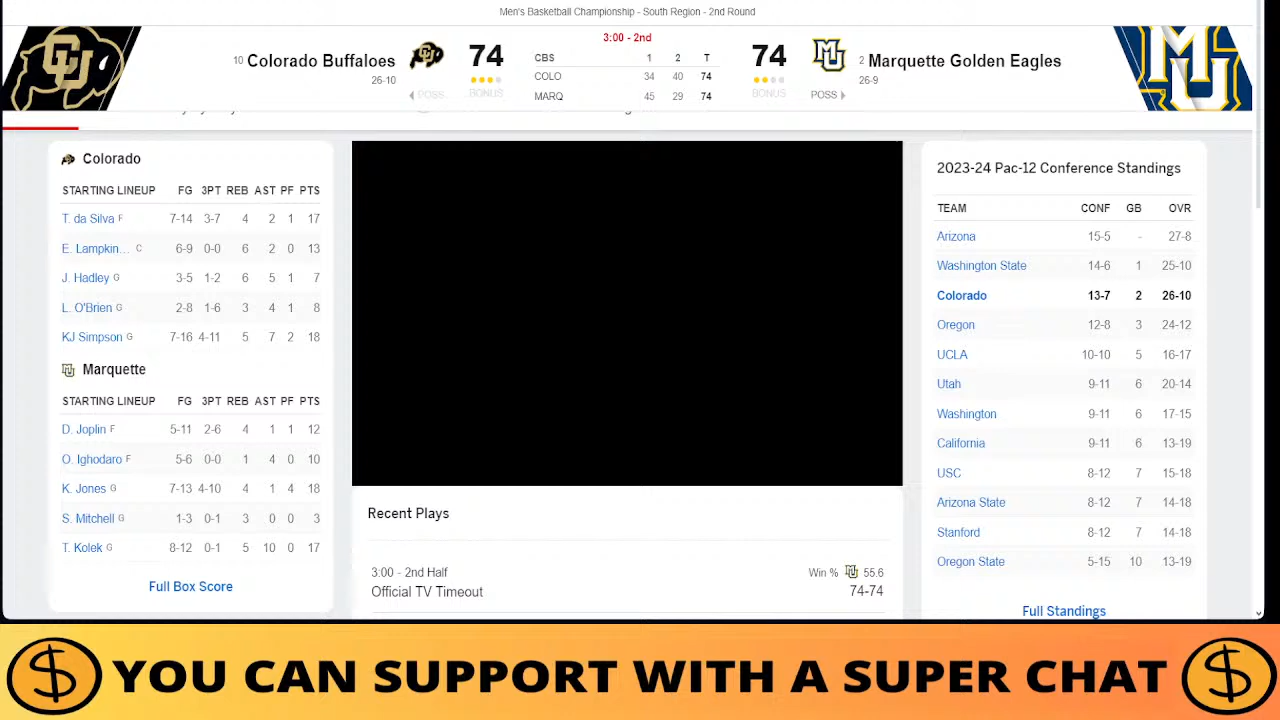 Men's Basketball Championship - South Region - 2nd Round
10 Colorado Buffaloes 74
26-10
POSS
BONUS
3:00 - 2nd
CBS 1 2 T
COLO 34 40 74
MARQ 45 29 74
74 2 Marquette Golden Eagles
26-9
BONUS
POSS
Colorado
STARTING LINEUP FG 3PT REB AST PF PTS
T. da Silva F 7-14 3-7 4 2 1 17
E. Lampkin... C 6-9 0-0 6 2 0 13
J. Hadley G 3-5 1-2 6 5 1 7
L. O'Brien G 2-8 1-6 3 4 1 8
KJ Simpson G 7-16 4-11 5 7 2 18
Marquette
STARTING LINEUP FG 3PT REB AST PF PTS
D. Joplin F 5-11 2-6 4 1 1 12
O. Ighodaro F 5-6 0-0 1 4 0 10
K. Jones G 7-13 4-10 4 1 4 18
S. Mitchell G 1-3 0-1 3 0 0 3
T. Kolek G 8-12 0-1 5 10 0 17
Full Box Score
Recent Plays
3:00 - 2nd Half Win % 55.6
Official TV Timeout 74-74
2023-24 Pac-12 Conference Standings
TEAM CONF GB OVR
Arizona 15-5 - 27-8
Washington State 14-6 1 25-10
Colorado 13-7 2 26-10
Oregon 12-8 3 24-12
UCLA 10-10 5 16-17
Utah 9-11 6 20-14
Washington 9-11 6 17-15
California 9-11 6 13-19
USC 8-12 7 15-18
Arizona State 8-12 7 14-18
Stanford 8-12 7 14-18
Oregon State 5-15 10 13-19
Full Standings
$ YOU CAN SUPPORT WITH A SUPER CHAT $